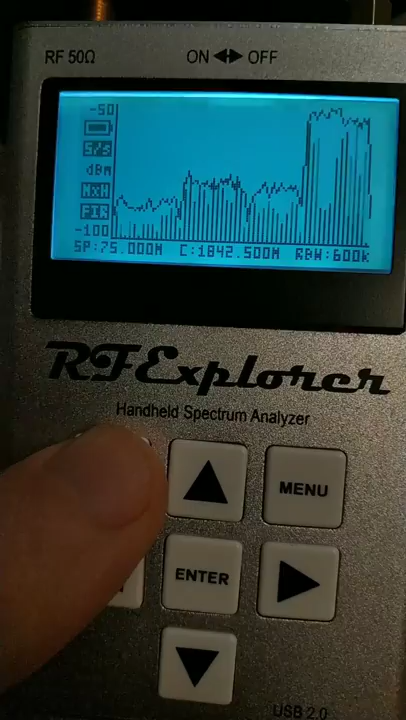 RF 50Ω
ON ◀▶ OFF
-50
S/s
dBm
MxH
FIR
-100
SP:75.000M C:1842.500M RBW:600k
RFExplorer
Handheld Spectrum Analyzer
MENU
ENTER
USB 2.0